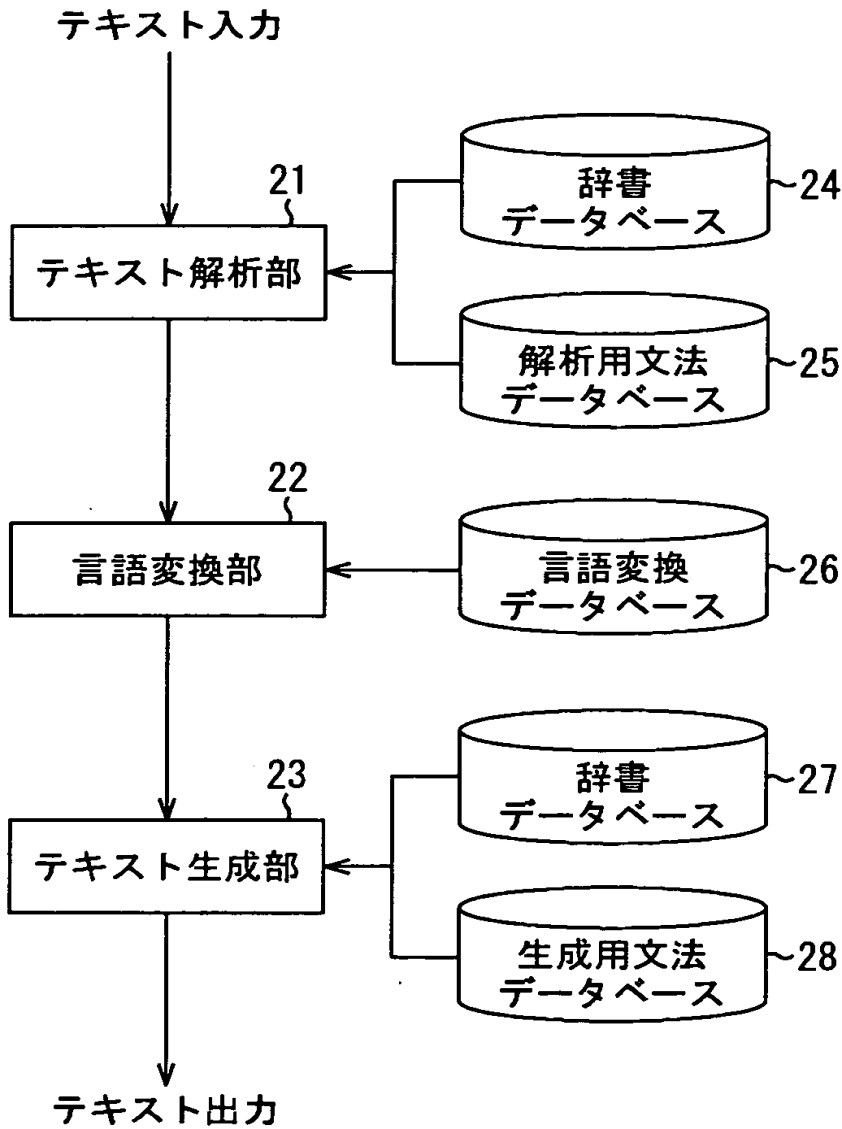 テキスト入力
21
テキスト解析部
辞書
データベース
24
解析用文法
データベース
25
22
言語変換部
言語変換
データベース
26
23
テキスト生成部
辞書
データベース
27
生成用文法
データベース
28
テキスト出力